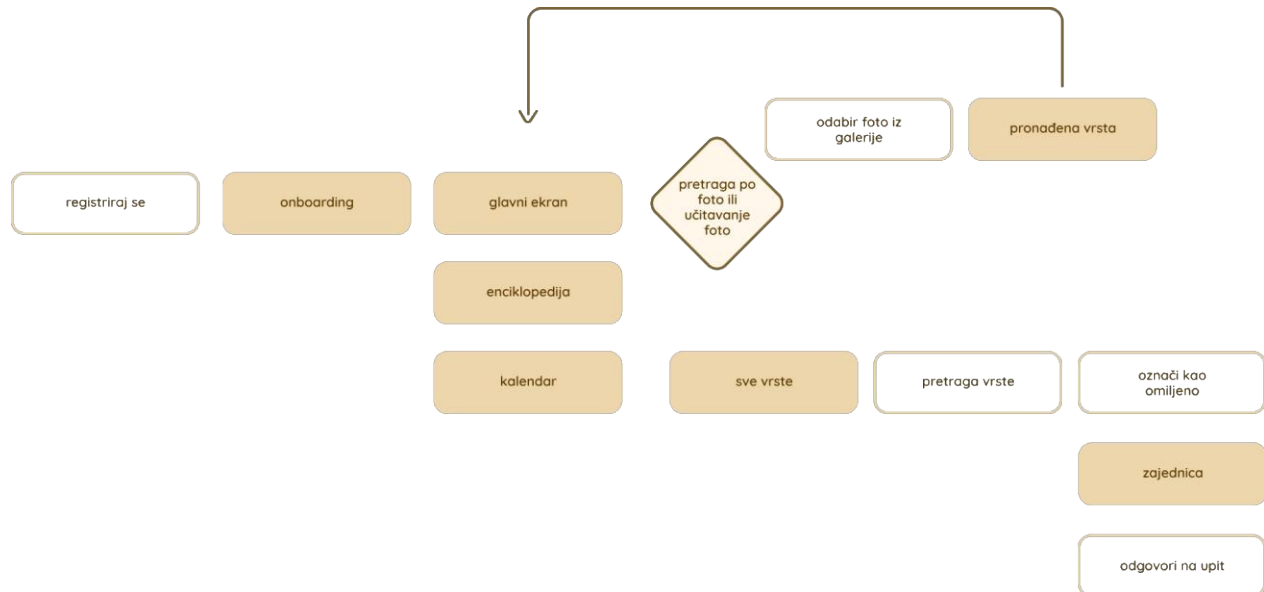 odabir foto iz
galerije
pronađena vrsta
registriraj se
onboarding
glavni ekran
pretraga po
foto ili
učitavanje
foto
enciklopedija
kalendar
sve vrste
pretraga vrste
označi kao
omiljeno
zajednica
odgovori na upit